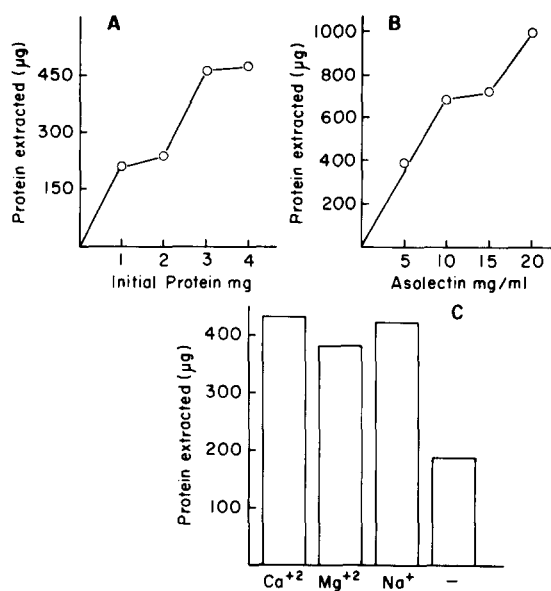 A
Protein extracted (μg)
450
300
150
1 2 3 4
Initial Protein mg
B
Protein extracted (μg)
1000
800
600
400
200
5 10 15 20
Asolectin mg/ml
C
Protein extracted (μg)
400
300
200
100
Ca+2 Mg+2 Na+ −